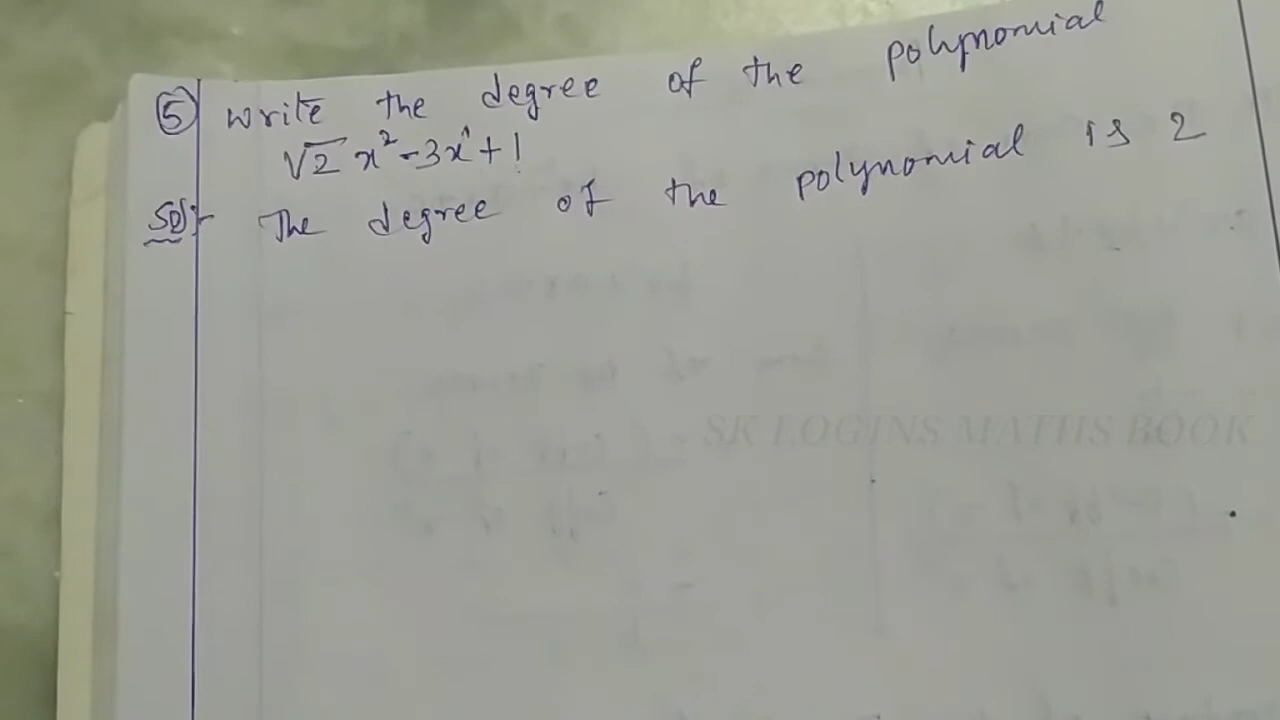 ⑤ Write the degree of the polynomial
√2 x² - 3x¹ + 1
Sol:- The degree of the polynomial is 2
SK LOGINS MATHS BOOK